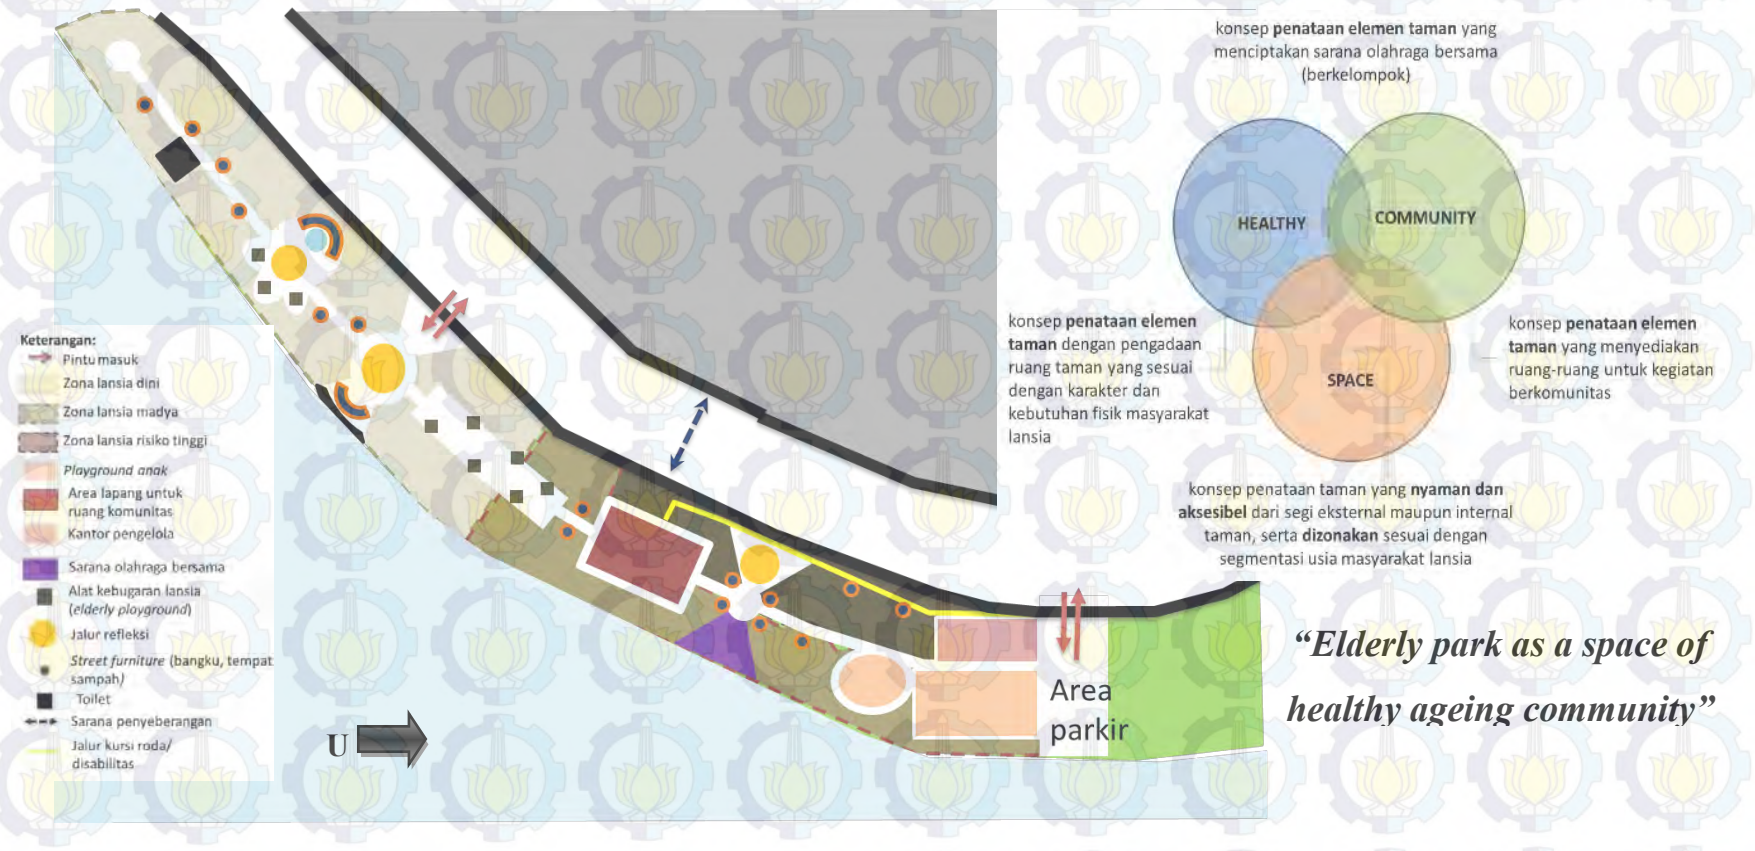 konsep penataan elemen taman yang
menciptakan sarana olahraga bersama
(berkelompok)
HEALTHY
COMMUNITY
SPACE
konsep penataan elemen
taman dengan pengadaan
ruang taman yang sesuai
dengan karakter dan
kebutuhan fisik masyarakat
lansia
konsep penataan elemen
taman yang menyediakan
ruang-ruang untuk kegiatan
berkomunitas
konsep penataan taman yang nyaman dan
aksesibel dari segi eksternal maupun internal
taman, serta dizonakan sesuai dengan
segmentasi usia masyarakat lansia
Keterangan:
Pintu masuk
Zona lansia dini
Zona lansia madya
Zona lansia risiko tinggi
Playground anak
Area lapang untuk
ruang komunitas
Kantor pengelola
Sarana olahraga bersama
Alat kebugaran lansia
(elderly playground)
Jalur refleksi
Street furniture (bangku, tempat
sampah)
Toilet
Sarana penyeberangan
Jalur kursi roda/
disabilitas
U
Area
parkir
“Elderly park as a space of
healthy ageing community”